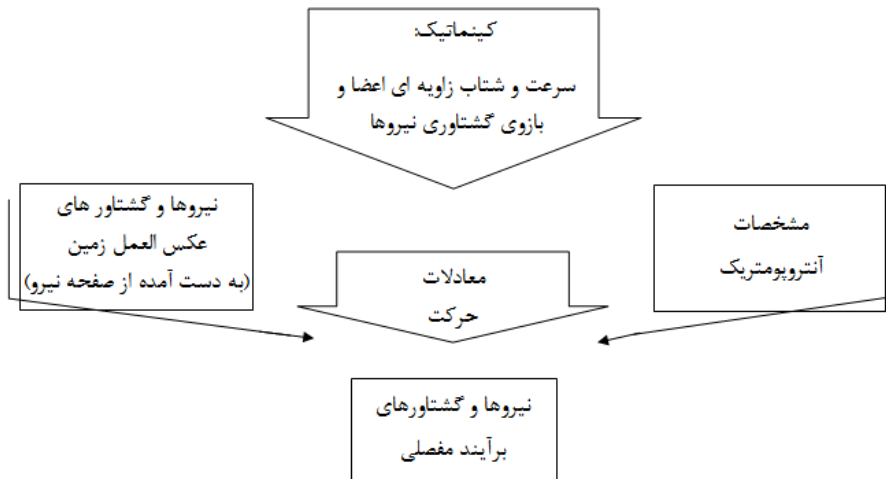 کینماتیک:
سرعت و شتاب زاویه ای اعضا و
بازوی گشتاوری نیروها
نیروها و گشتاور های
عکس العمل زمین
(به دست آمده از صفحه نیرو)
مشخصات
آنتروپومتریک
معادلات
حرکت
نیروها و گشتاورهای
برآیند مفصلی